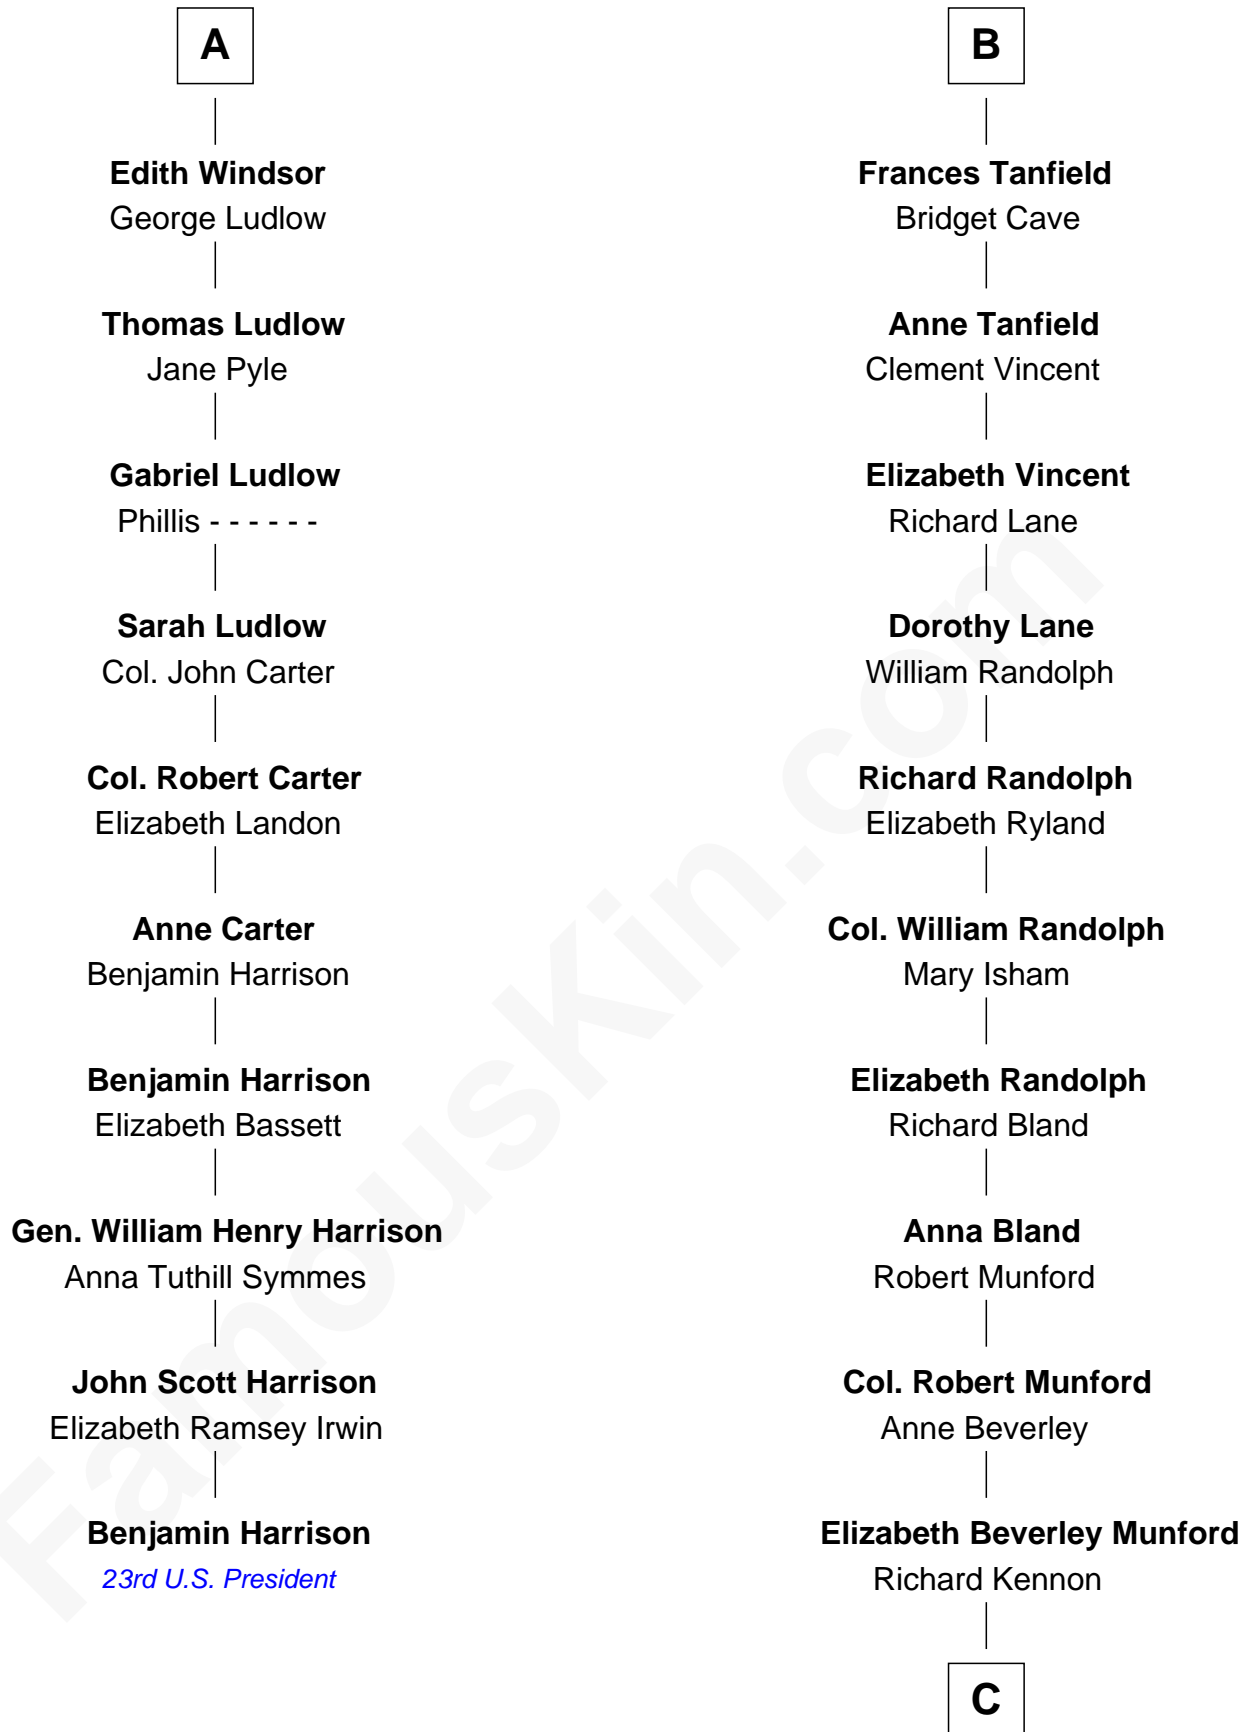 A
Edith Windsor
George Ludlow
Thomas Ludlow
Jane Pyle
Gabriel Ludlow
Phillis - - - - - -
Sarah Ludlow
Col. John Carter
Col. Robert Carter
Elizabeth Landon
Anne Carter
Benjamin Harrison
Benjamin Harrison
Elizabeth Bassett
Gen. William Henry Harrison
Anna Tuthill Symmes
John Scott Harrison
Elizabeth Ramsey Irwin
Benjamin Harrison
23rd U.S. President
B
Frances Tanfield
Bridget Cave
Anne Tanfield
Clement Vincent
Elizabeth Vincent
Richard Lane
Dorothy Lane
William Randolph
Richard Randolph
Elizabeth Ryland
Col. William Randolph
Mary Isham
Elizabeth Randolph
Richard Bland
Anna Bland
Robert Munford
Col. Robert Munford
Anne Beverley
Elizabeth Beverley Munford
Richard Kennon
C
FamousKin.com